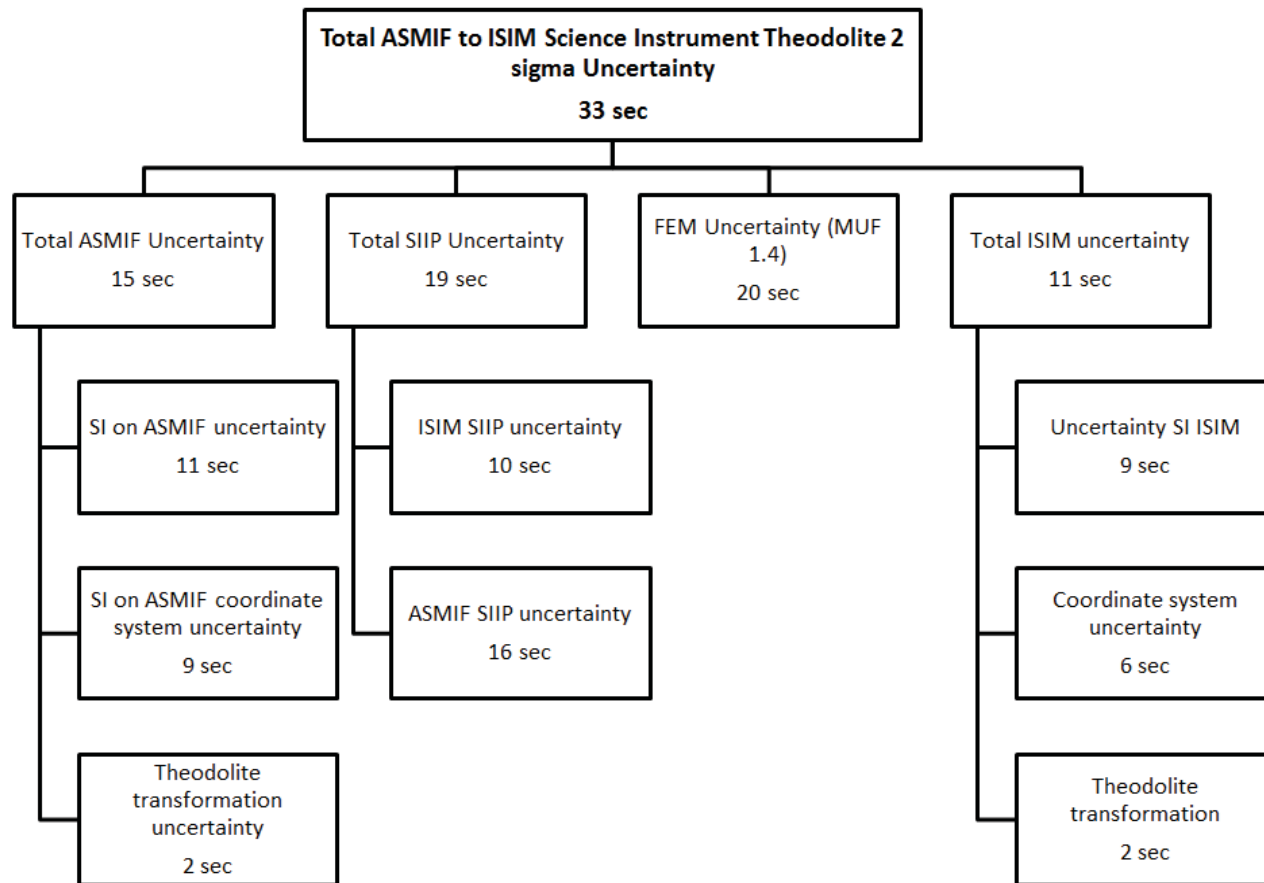 Total ASMIF to ISIM Science Instrument Theodolite 2
sigma Uncertainty
33 sec
Total ASMIF Uncertainty
15 sec
Total SIIP Uncertainty
19 sec
FEM Uncertainty (MUF
1.4)
20 sec
Total ISIM uncertainty
11 sec
SI on ASMIF uncertainty
11 sec
ISIM SIIP uncertainty
10 sec
Uncertainty SI ISIM
9 sec
SI on ASMIF coordinate
system uncertainty
9 sec
ASMIF SIIP uncertainty
16 sec
Coordinate system
uncertainty
6 sec
Theodolite
transformation
uncertainty
2 sec
Theodolite
transformation
2 sec